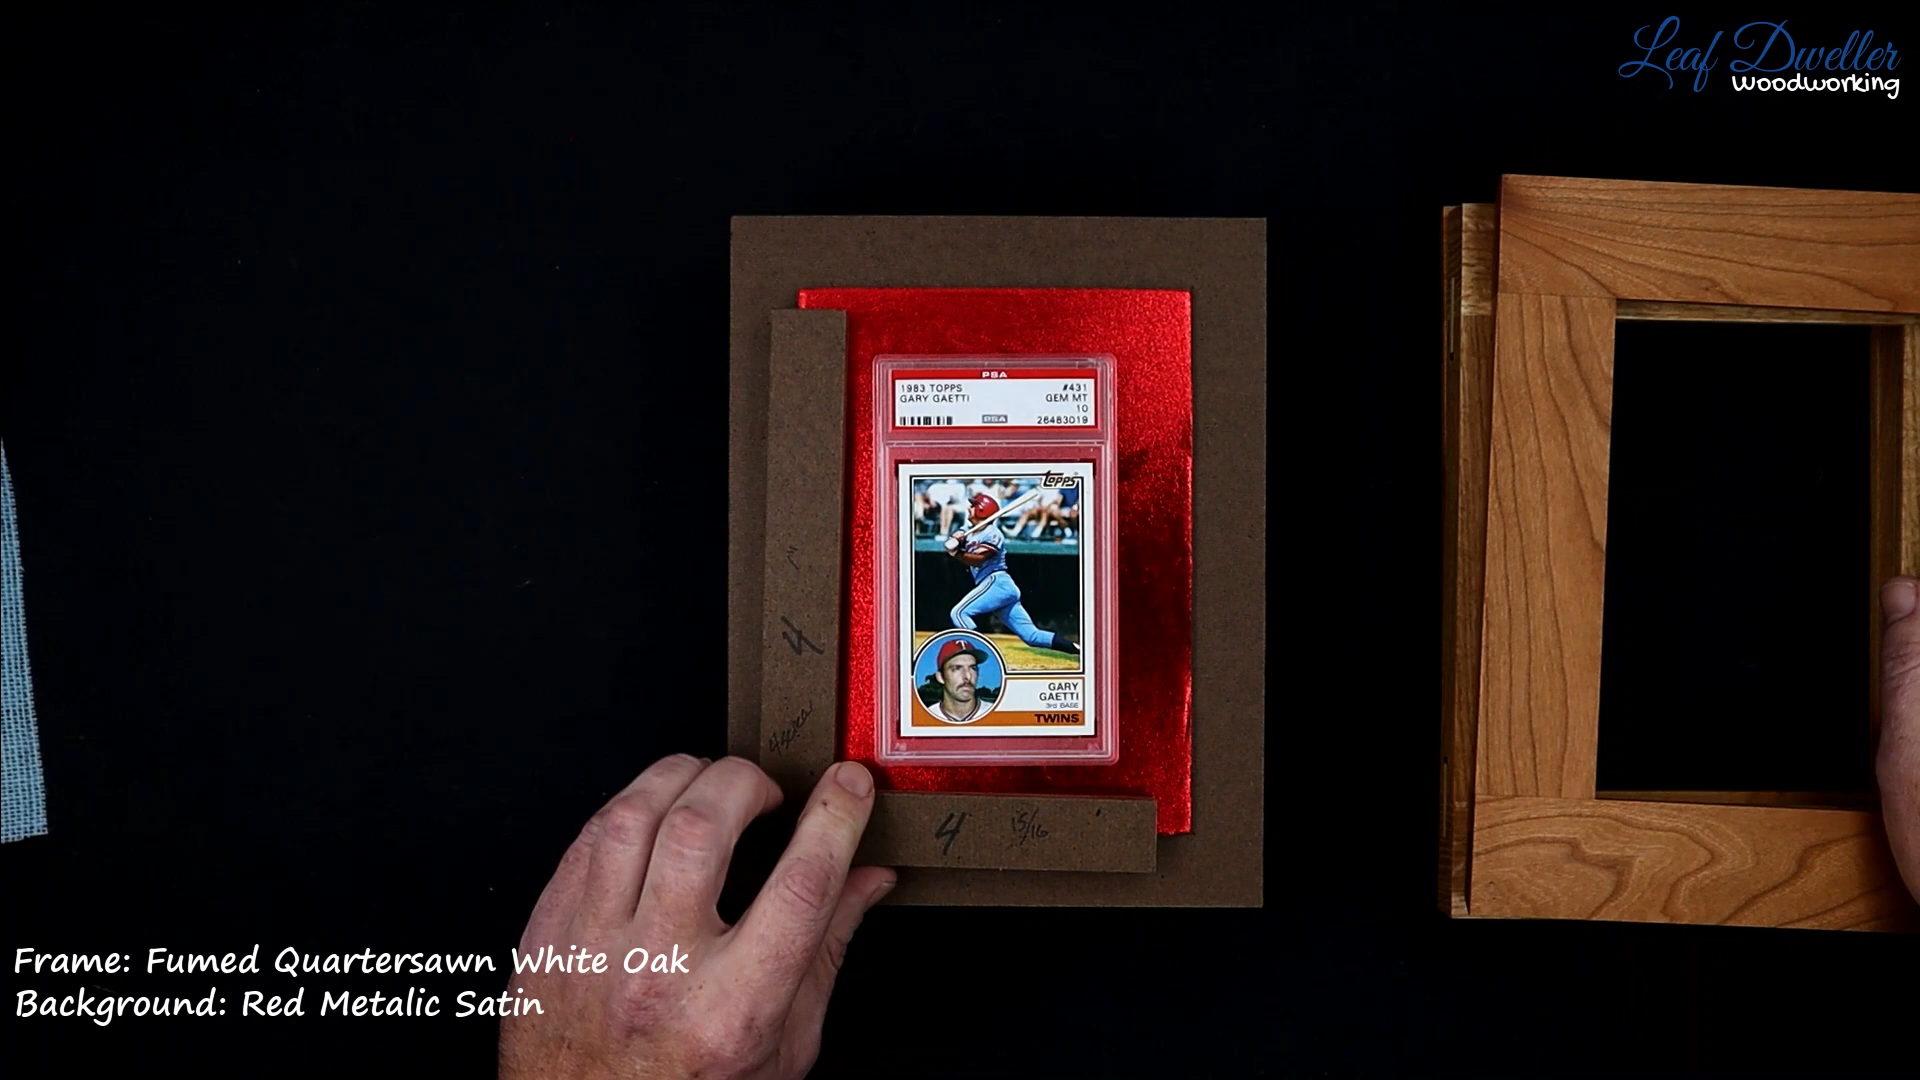 Leaf Dweller
Woodworking
PSA
1983 TOPPS #431
GARY GAETTI GEM MT
10
PSA 26483019
Topps
T
GARY
GAETTI
3rd BASE
TWINS
4
4 15/16
Frame: Fumed Quartersawn White Oak
Background: Red Metalic Satin